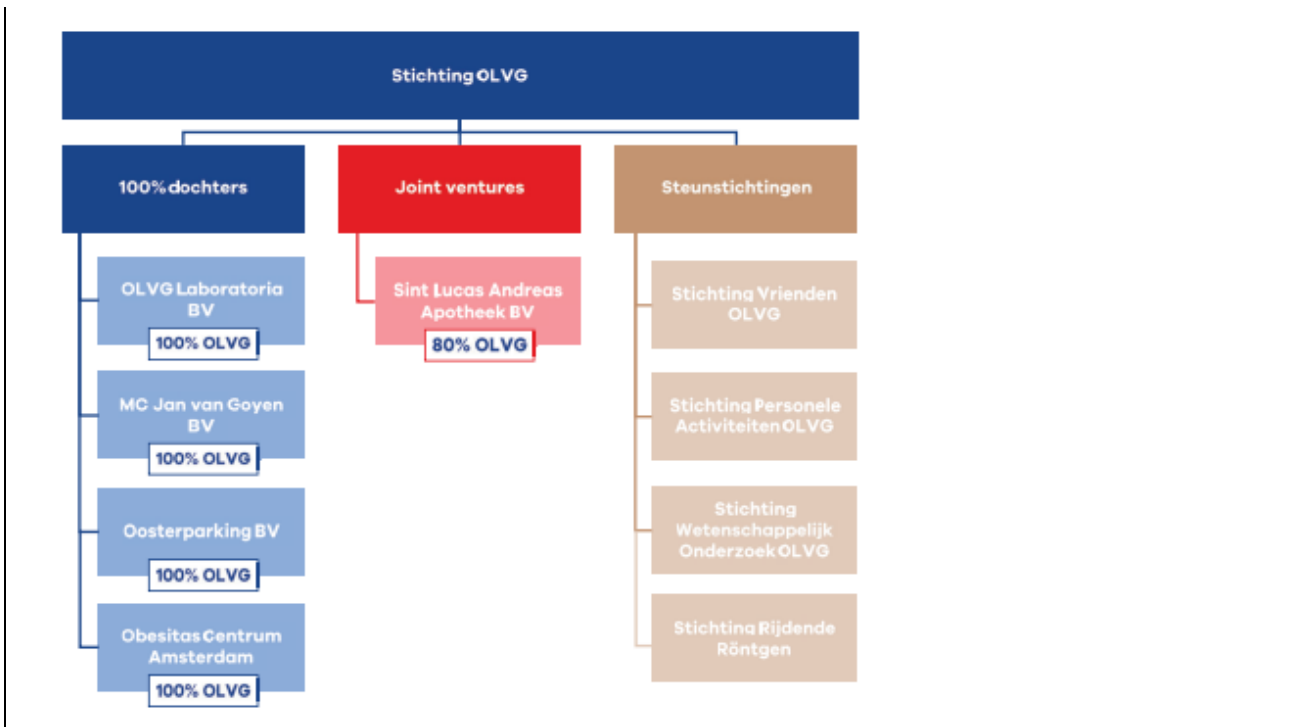 Stichting OLVG
100% dochters
OLVG Laboratoria
BV
100% OLVG
MC Jan van Goyen
BV
100% OLVG
Oosterparking BV
100% OLVG
Obesitas Centrum
Amsterdam
100% OLVG
Joint ventures
Sint Lucas Andreas
Apotheek BV
80% OLVG
Steunstichtingen
Stichting Vrienden
OLVG
Stichting Personele
Activiteiten OLVG
Stichting
Wetenschappelijk
Onderzoek OLVG
Stichting Rijdende
Röntgen